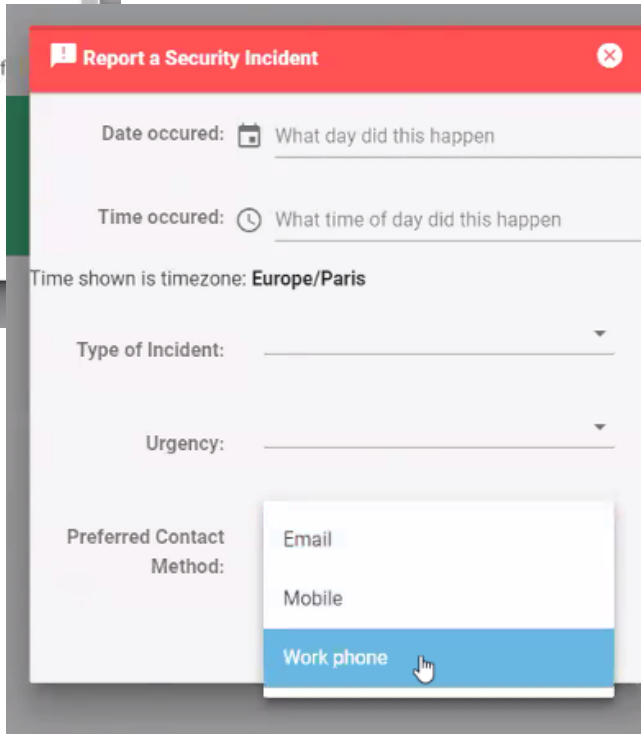 Report a Security Incident
Date occured: What day did this happen
Time occured: What time of day did this happen
Time shown is timezone: Europe/Paris
Type of Incident:
Urgency:
Preferred Contact
Method:
Email
Mobile
Work phone